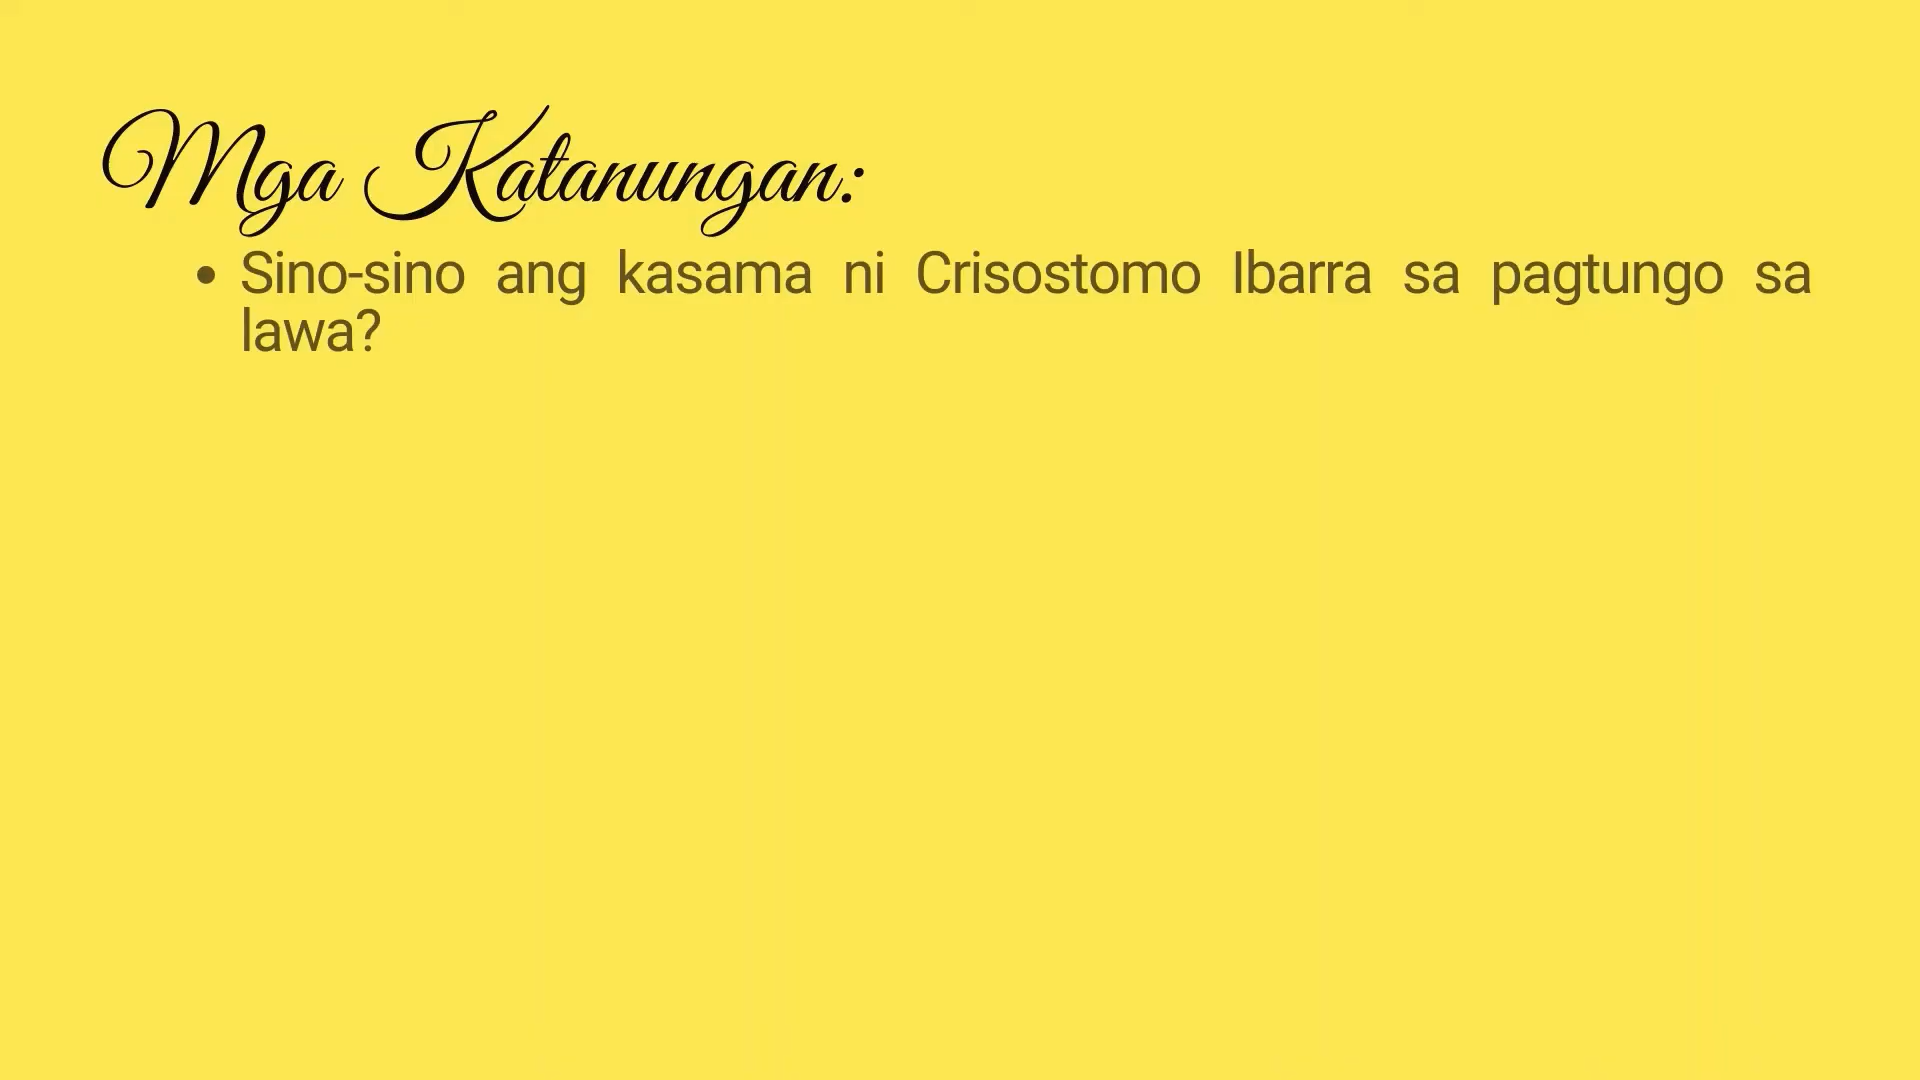 Mga Katanungan:
• Sino-sino ang kasama ni Crisostomo Ibarra sa pagtungo sa
lawa?